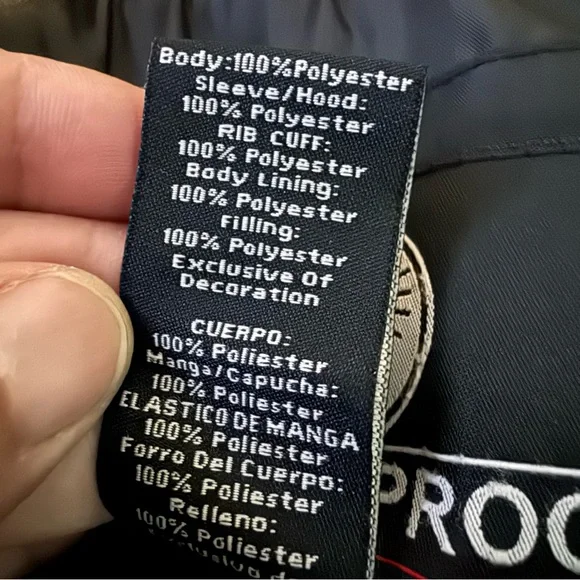 Body:100%Polyester
Sleeve/Hood:
100% Polyester
RIB CUFF:
100% Polyester
Body Lining:
100% Polyester
Filling:
100% Polyester
Exclusive Of
Decoration
CUERPO:
100% Poliester
Manga/Capucha:
100% Poliester
ELASTICO DE MANGA
100% Poliester
Forro Del Cuerpo:
100% Poliester
Relleno:
100% Poliester